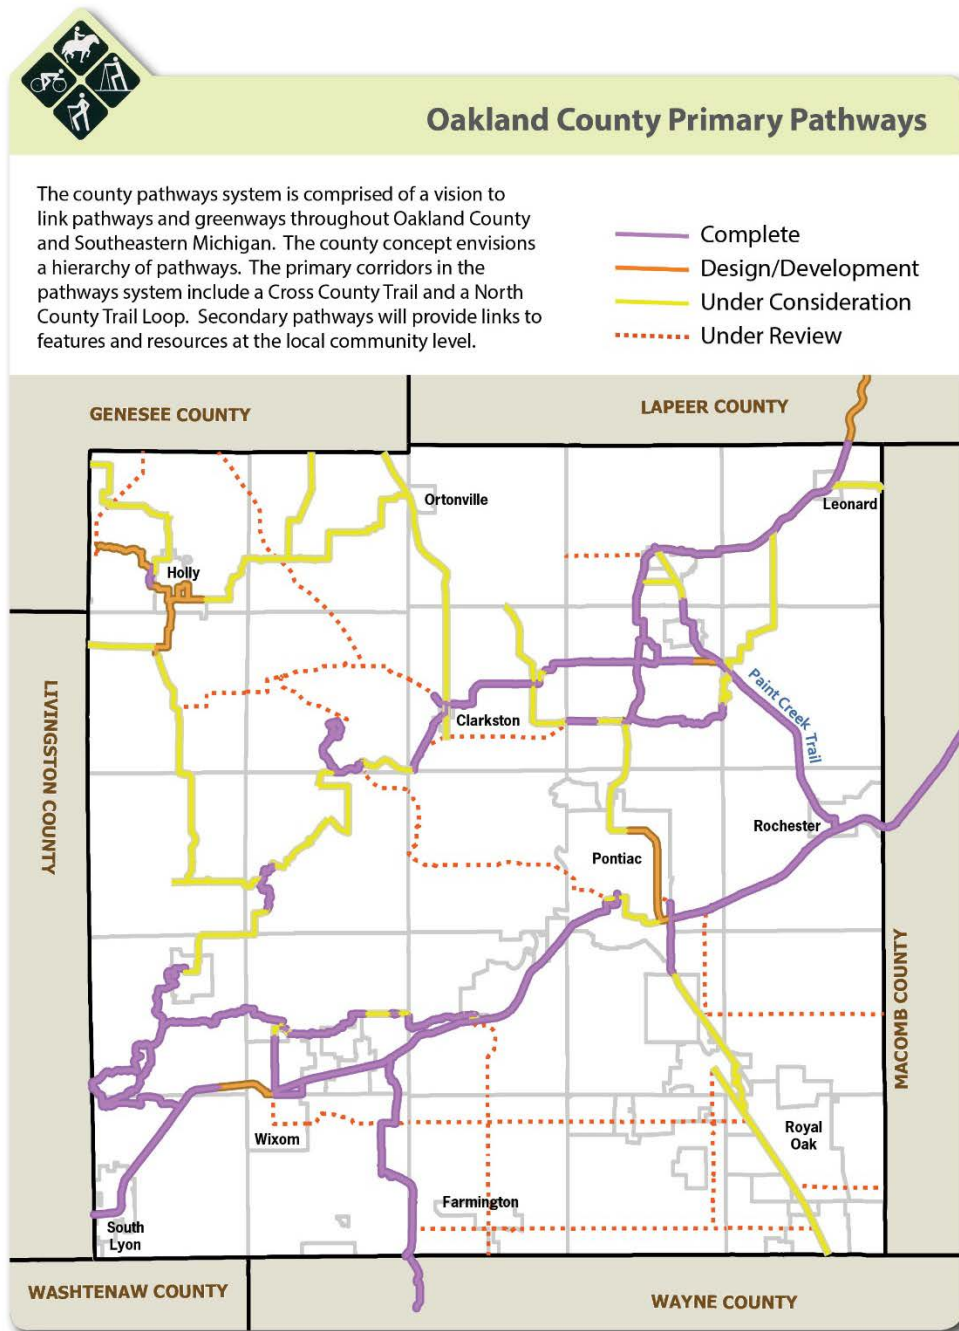 Oakland County Primary Pathways
The county pathways system is comprised of a vision to
link pathways and greenways throughout Oakland County
and Southeastern Michigan. The county concept envisions
a hierarchy of pathways. The primary corridors in the
pathways system include a Cross County Trail and a North
County Trail Loop. Secondary pathways will provide links to
features and resources at the local community level.
Complete
Design/Development
Under Consideration
Under Review
GENESEE COUNTY
LAPEER COUNTY
Ortonville
Leonard
Holly
LIVINGSTON COUNTY
Clarkston
Paint Creek Trail
Rochester
Pontiac
MACOMB COUNTY
Wixom
Royal
Oak
Farmington
South
Lyon
WASHTENAW COUNTY
WAYNE COUNTY